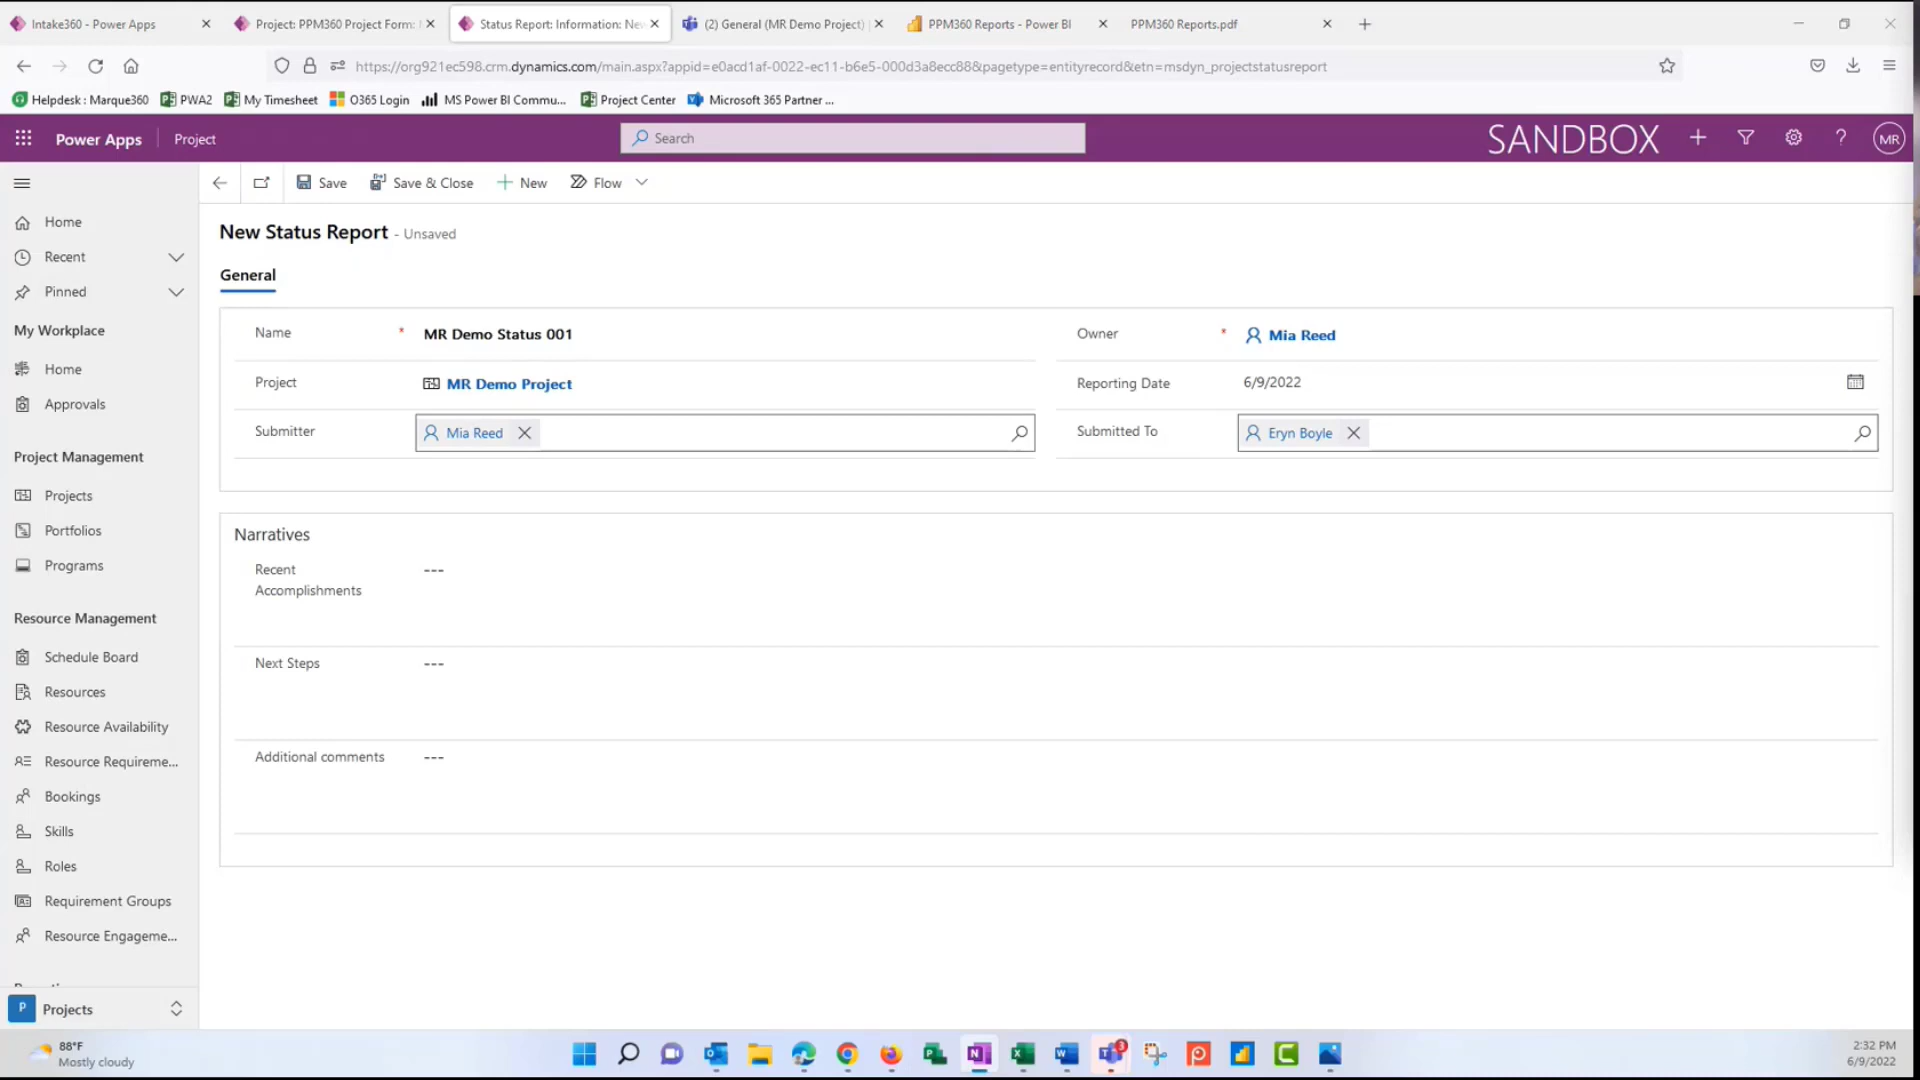 Intake360 - Power Apps
Project: PPM360 Project Form:
Status Report: Information: Ne
(2) General (MR Demo Project) |
PPM360 Reports - Power BI
PPM360 Reports.pdf
https://org921ec598.crm.dynamics.com/main.aspx?appid=e0acd1af-0022-ec11-b6e5-000d3a8ecc88&pagetype=entityrecord&etn=msdyn_projectstatusreport
Helpdesk : Marque360
PWA2
My Timesheet
O365 Login
MS Power BI Commu...
Project Center
Microsoft 365 Partner ...
Power Apps
Project
Search
SANDBOX
MR
Save
Save & Close
New
Flow
Home
Recent
Pinned
My Workplace
Home
Approvals
Project Management
Projects
Portfolios
Programs
Resource Management
Schedule Board
Resources
Resource Availability
Resource Requireme...
Bookings
Skills
Roles
Requirement Groups
Resource Engageme...
P Projects
New Status Report - Unsaved
General
Name * MR Demo Status 001
Owner * Mia Reed
Project MR Demo Project
Reporting Date 6/9/2022
Submitter Mia Reed
Submitted To Eryn Boyle
Narratives
Recent Accomplishments ---
Next Steps ---
Additional comments ---
88°F
Mostly cloudy
3
2:32 PM
6/9/2022